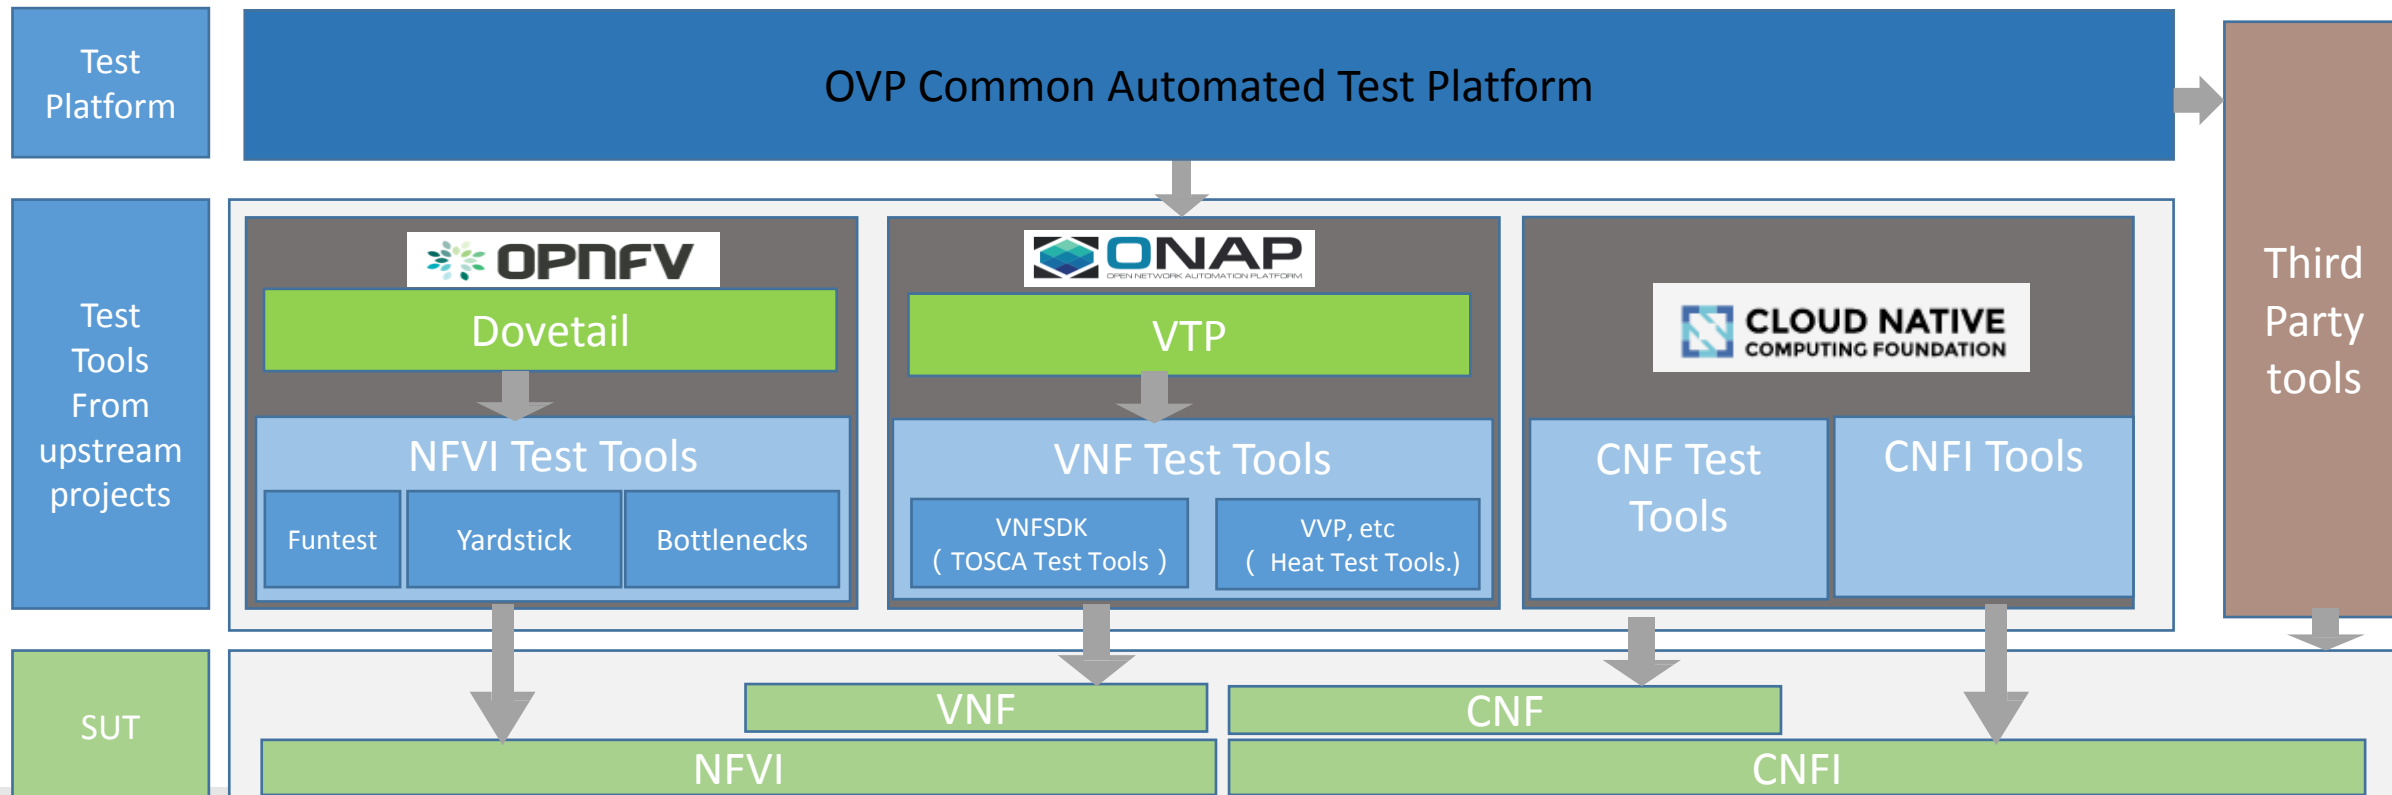 Test
Platform
OVP Common Automated Test Platform
Third
Party
tools
Test
Tools
From
upstream
projects
OPNFV
Dovetail
NFVI Test Tools
Funtest
Yardstick
Bottlenecks
ONAP
OPEN NETWORK AUTOMATION PLATFORM
VTP
VNF Test Tools
VNFSDK
( TOSCA Test Tools )
VVP, etc
( Heat Test Tools.)
CLOUD NATIVE
COMPUTING FOUNDATION
CNF Test
Tools
CNFI Tools
SUT
VNF
CNF
NFVI
CNFI